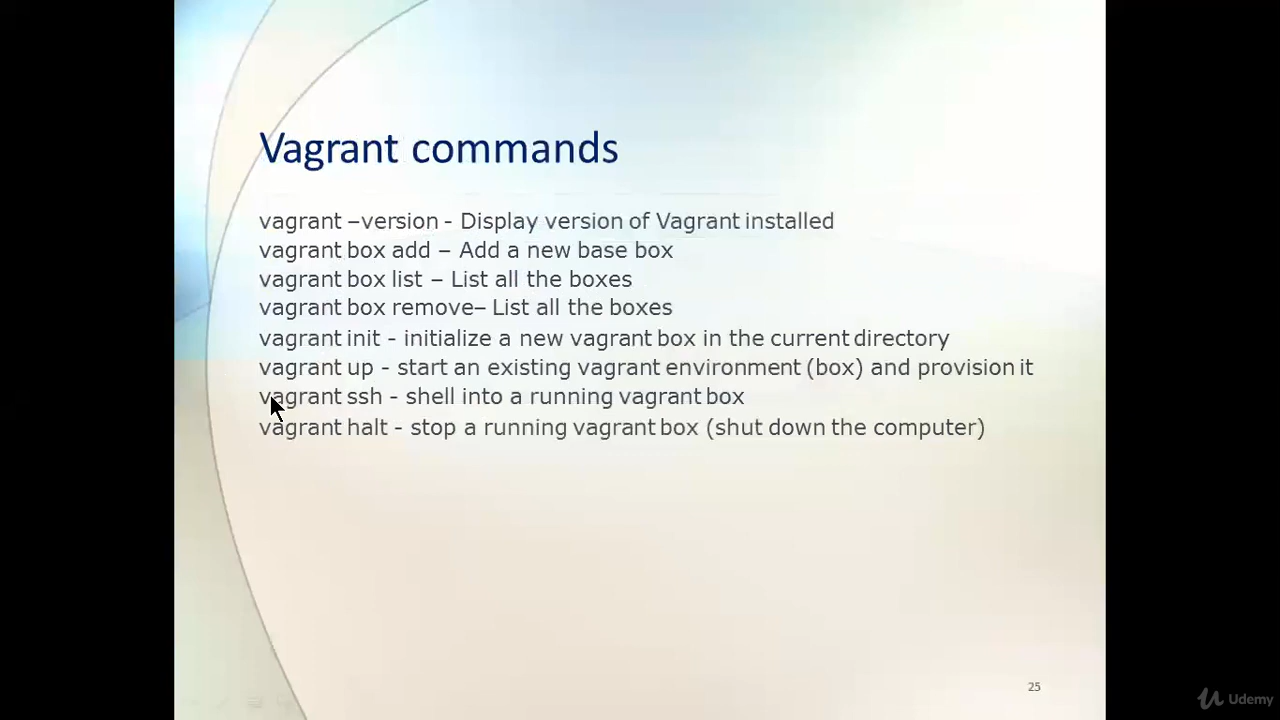 Vagrant commands
vagrant –version - Display version of Vagrant installed
vagrant box add – Add a new base box
vagrant box list – List all the boxes
vagrant box remove– List all the boxes
vagrant init - initialize a new vagrant box in the current directory
vagrant up - start an existing vagrant environment (box) and provision it
vagrant ssh - shell into a running vagrant box
vagrant halt - stop a running vagrant box (shut down the computer)
25
Udemy